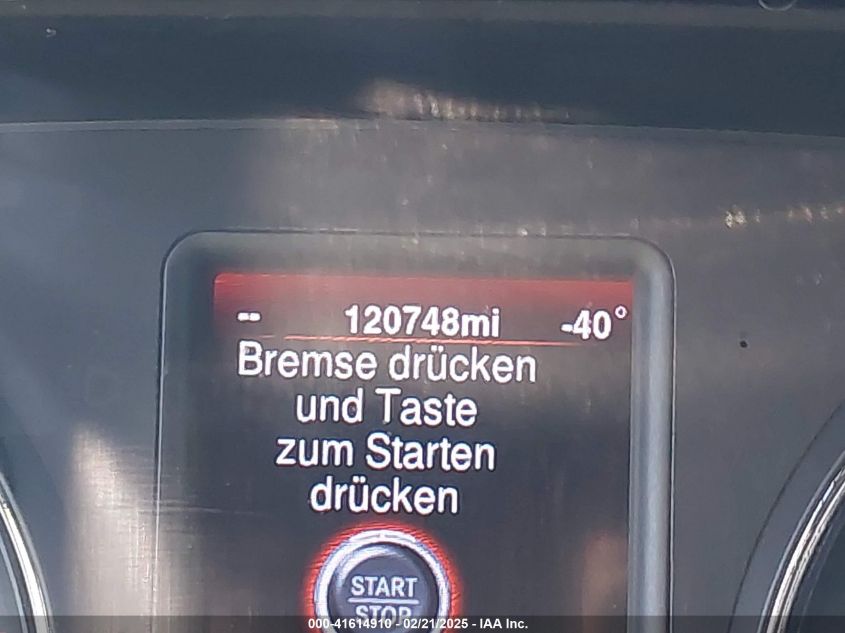 -- 120748mi -40°
Bremse drücken
und Taste
zum Starten
drücken
START
STOP
000-41614910 - 02/21/2025 - IAA Inc.